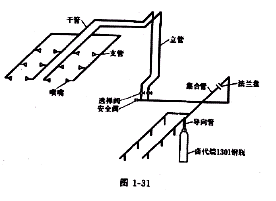 干管
立管
支管
喷嘴
集合管
法兰盘
选择阀
安全阀
导向管
卤代烷1301钢瓶
图 1-31